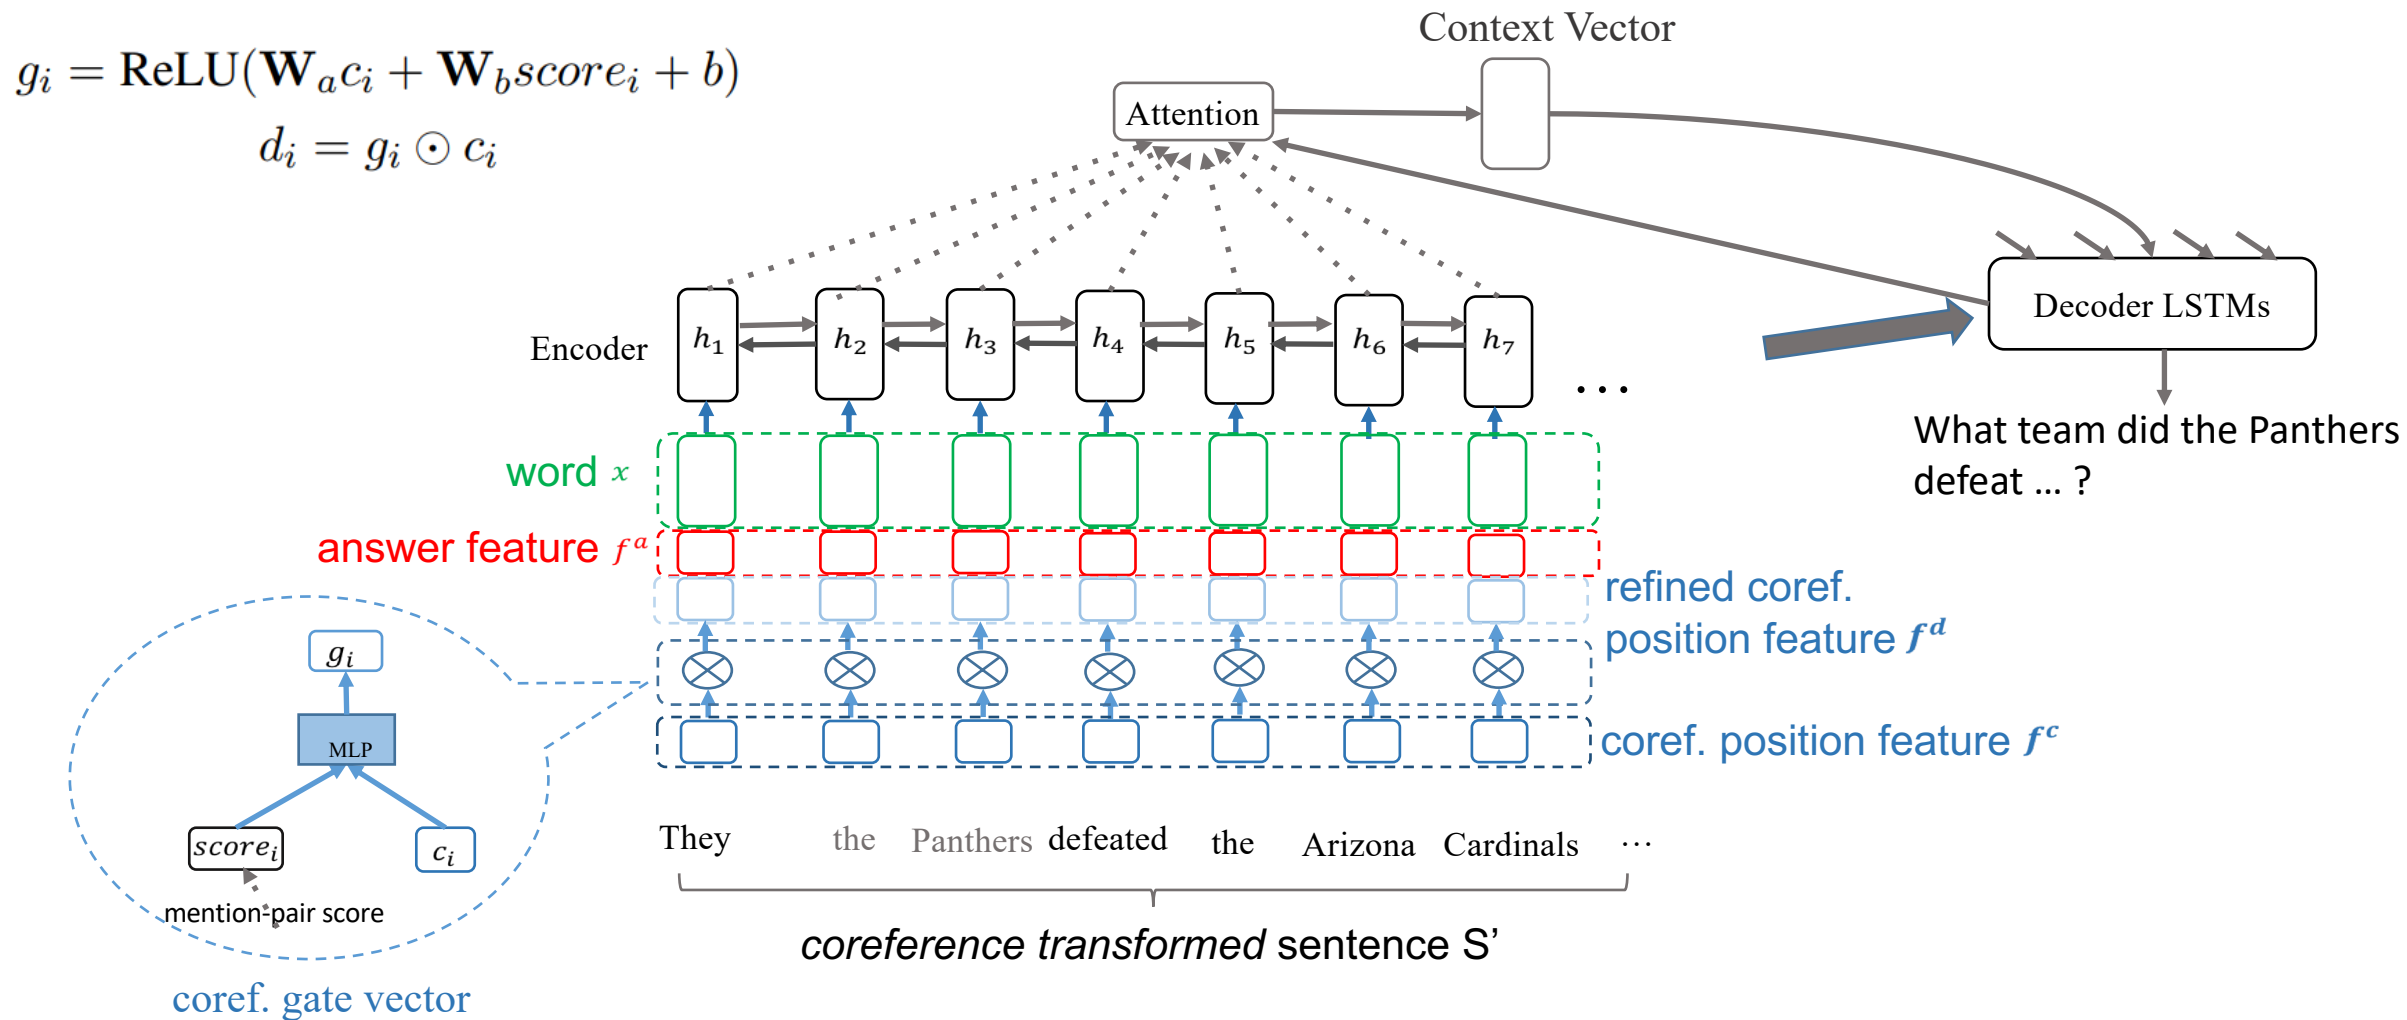 gᵢ = ReLU(𝐖ₐcᵢ + 𝐖_b scoreᵢ + b)
dᵢ = gᵢ ⊙ cᵢ
Context Vector
Attention
Encoder
h₁ h₂ h₃ h₄ h₅ h₆ h₇ …
Decoder LSTMs
What team did the Panthers
defeat ... ?
word x
answer feature fᵃ
refined coref.
position feature fᵈ
coref. position feature fᶜ
gᵢ
MLP
scoreᵢ cᵢ
mention-pair score
coref. gate vector
They the Panthers defeated the Arizona Cardinals …
coreference transformed sentence S’